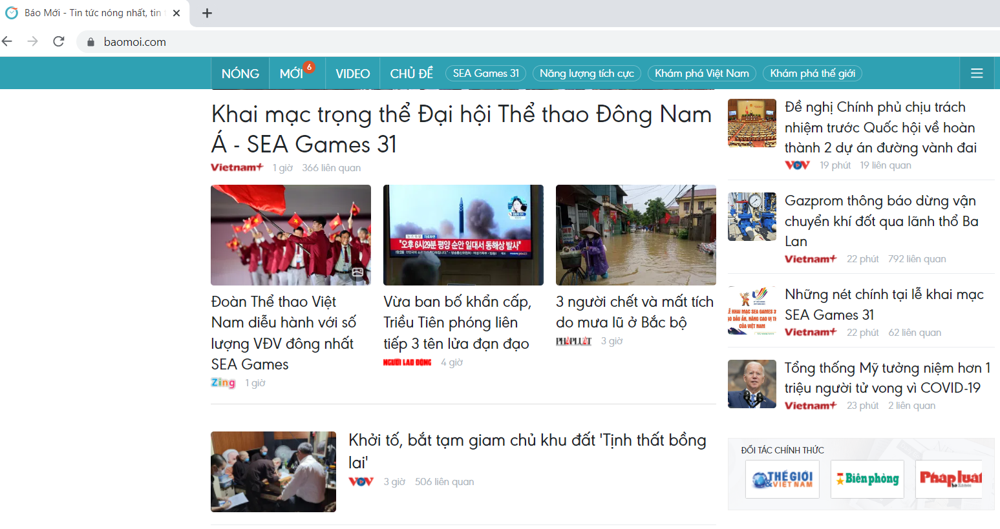 Báo Mới - Tin tức nóng nhất, tin
baomoi.com
NÓNG
MỚI
6
VIDEO
CHỦ ĐỀ
SEA Games 31
Năng lượng tích cực
Khám phá Việt Nam
Khám phá thế giới
Khai mạc trọng thể Đại hội Thể thao Đông Nam
Á - SEA Games 31
Vietnam+ 1 giờ 366 liên quan
"오후 6시29분 평양 순안 일대서 동해상 발사"
Đoàn Thể thao Việt
Nam diễu hành với số
lượng VĐV đông nhất
SEA Games
Zing 1 giờ
Vừa ban bố khẩn cấp,
Triều Tiên phóng liên
tiếp 3 tên lửa đạn đạo
NGƯỜI LAO ĐỘNG 4 giờ
3 người chết và mất tích
do mưa lũ ở Bắc bộ
PHÁP LUẬT 3 giờ
Khởi tố, bắt tạm giam chủ khu đất 'Tịnh thất bồng
lai'
VOV 3 giờ 506 liên quan
Đề nghị Chính phủ chịu trách
nhiệm trước Quốc hội về hoàn
thành 2 dự án đường vành đai
VOV 19 phút 19 liên quan
Gazprom thông báo dừng vận
chuyển khí đốt qua lãnh thổ Ba
Lan
Vietnam+ 22 phút 792 liên quan
Ễ KHAI MẠC SEA GAMES 3
ẠO DẤU ẤN, NÂNG CAO VỊ TH
CỦA VIỆT NAM
Những nét chính tại lễ khai mạc
SEA Games 31
Vietnam+ 22 phút 62 liên quan
Tổng thống Mỹ tưởng niệm hơn 1
triệu người tử vong vì COVID-19
Vietnam+ 23 phút 2 liên quan
ĐỐI TÁC CHÍNH THỨC
THẾ GIỚI
& VIỆT NAM
Biên phòng
Pháp luật